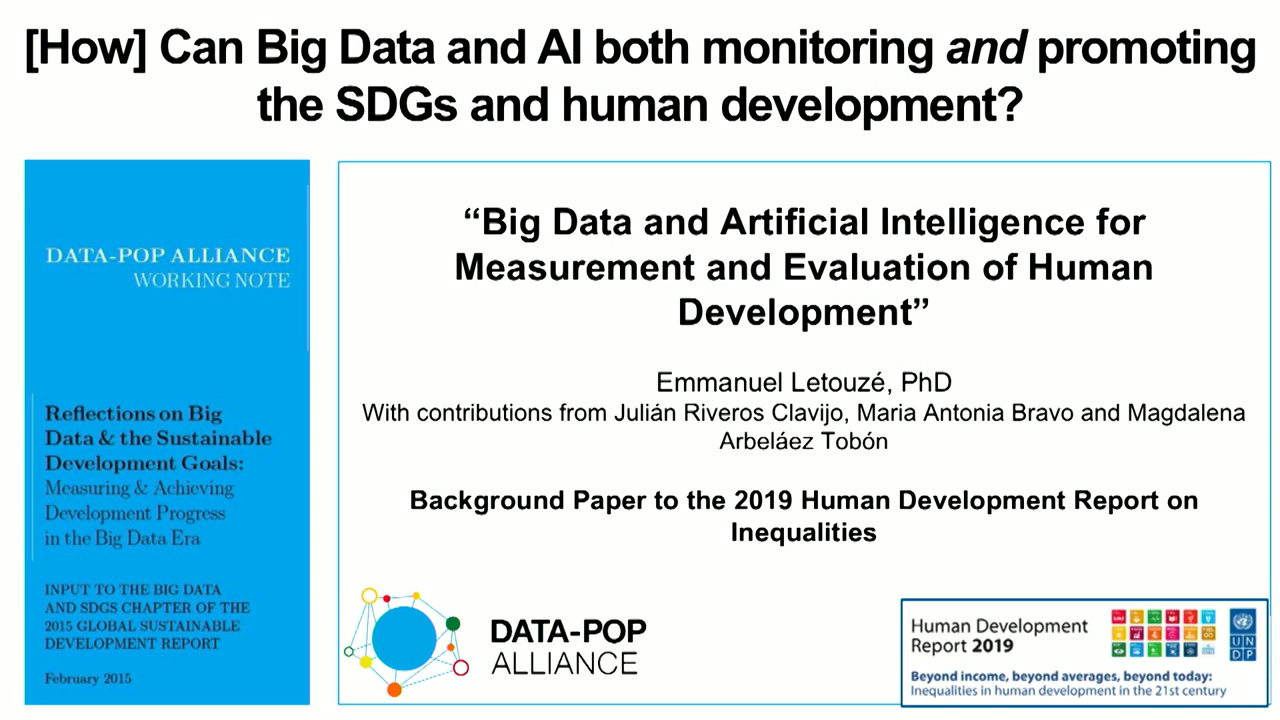 [How] Can Big Data and AI both monitoring and promoting
the SDGs and human development?
DATA-POP ALLIANCE
WORKING NOTE
Reflections on Big
Data & the Sustainable
Development Goals:
Measuring & Achieving
Development Progress
in the Big Data Era
INPUT TO THE BIG DATA
AND SDGS CHAPTER OF THE
2015 GLOBAL SUSTAINABLE
DEVELOPMENT REPORT
February 2015
“Big Data and Artificial Intelligence for
Measurement and Evaluation of Human
Development”
Emmanuel Letouzé, PhD
With contributions from Julián Riveros Clavijo, Maria Antonia Bravo and Magdalena
Arbeláez Tobón
Background Paper to the 2019 Human Development Report on
Inequalities
DATA-POP
ALLIANCE
Human Development
Report 2019
UN
DP
Beyond income, beyond averages, beyond today:
Inequalities in human development in the 21st century